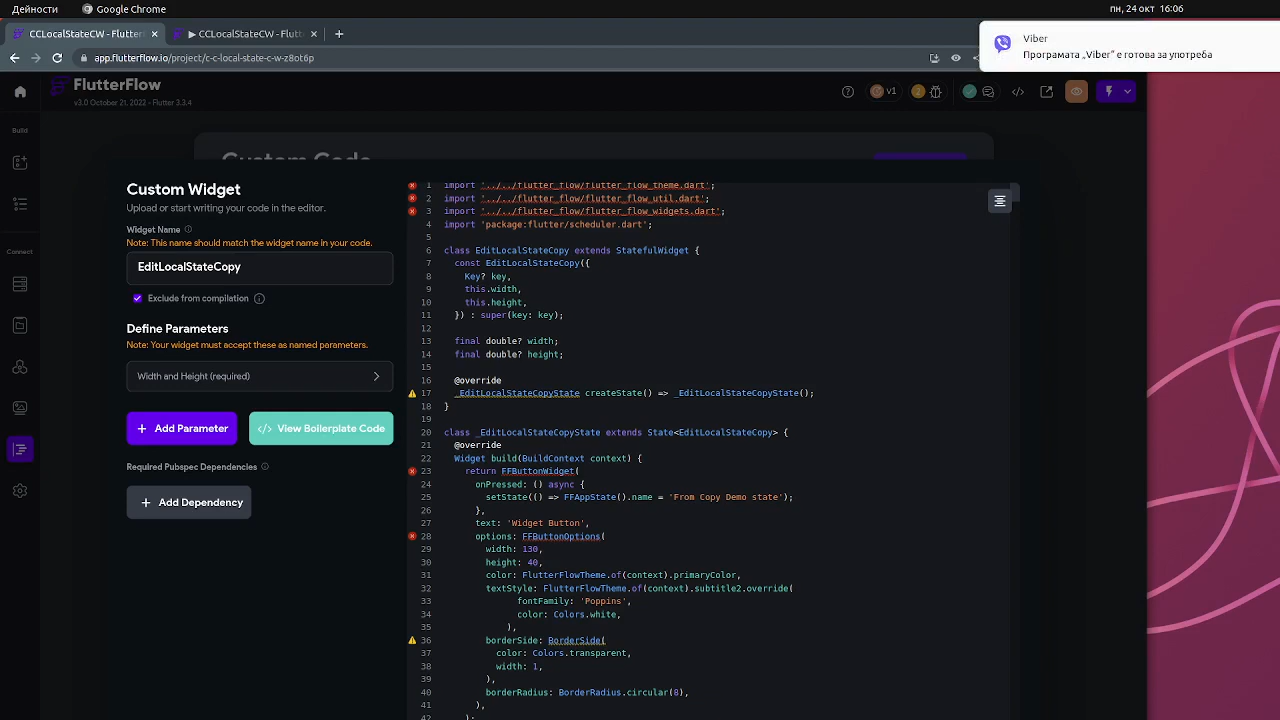 Дейности
Google Chrome
пн, 24 окт 16:06
CCLocalStateCW - Flutter
▶ CCLocalStateCW - Flutt
app.flutterflow.io/project/c-c-local-state-c-w-z8ot6p
Viber
Програмата „Viber“ е готова за употреба
FlutterFlow
v3.0 October 21, 2022 - Flutter 3.3.4
v1
2
Build
Connect
Custom Code
Custom Widget
Upload or start writing your code in the editor.
Widget Name
Note: This name should match the widget name in your code.
EditLocalStateCopy
Exclude from compilation
Define Parameters
Note: Your widget must accept these as named parameters.
Width and Height (required)
+ Add Parameter
</> View Boilerplate Code
Required Pubspec Dependencies
+ Add Dependency
1 import '../../flutter_flow/flutter_flow_theme.dart';
2 import '../../flutter_flow/flutter_flow_util.dart';
3 import '../../flutter_flow/flutter_flow_widgets.dart';
4 import 'package:flutter/scheduler.dart';
5
6 class EditLocalStateCopy extends StatefulWidget {
7 const EditLocalStateCopy({
8 Key? key,
9 this.width,
10 this.height,
11 }) : super(key: key);
12
13 final double? width;
14 final double? height;
15
16 @override
17 _EditLocalStateCopyState createState() => _EditLocalStateCopyState();
18 }
19
20 class _EditLocalStateCopyState extends State<EditLocalStateCopy> {
21 @override
22 Widget build(BuildContext context) {
23 return FFButtonWidget(
24 onPressed: () async {
25 setState(() => FFAppState().name = 'From Copy Demo state');
26 },
27 text: 'Widget Button',
28 options: FFButtonOptions(
29 width: 130,
30 height: 40,
31 color: FlutterFlowTheme.of(context).primaryColor,
32 textStyle: FlutterFlowTheme.of(context).subtitle2.override(
33 fontFamily: 'Poppins',
34 color: Colors.white,
35 ),
36 borderSide: BorderSide(
37 color: Colors.transparent,
38 width: 1,
39 ),
40 borderRadius: BorderRadius.circular(8),
41 ),
42 );